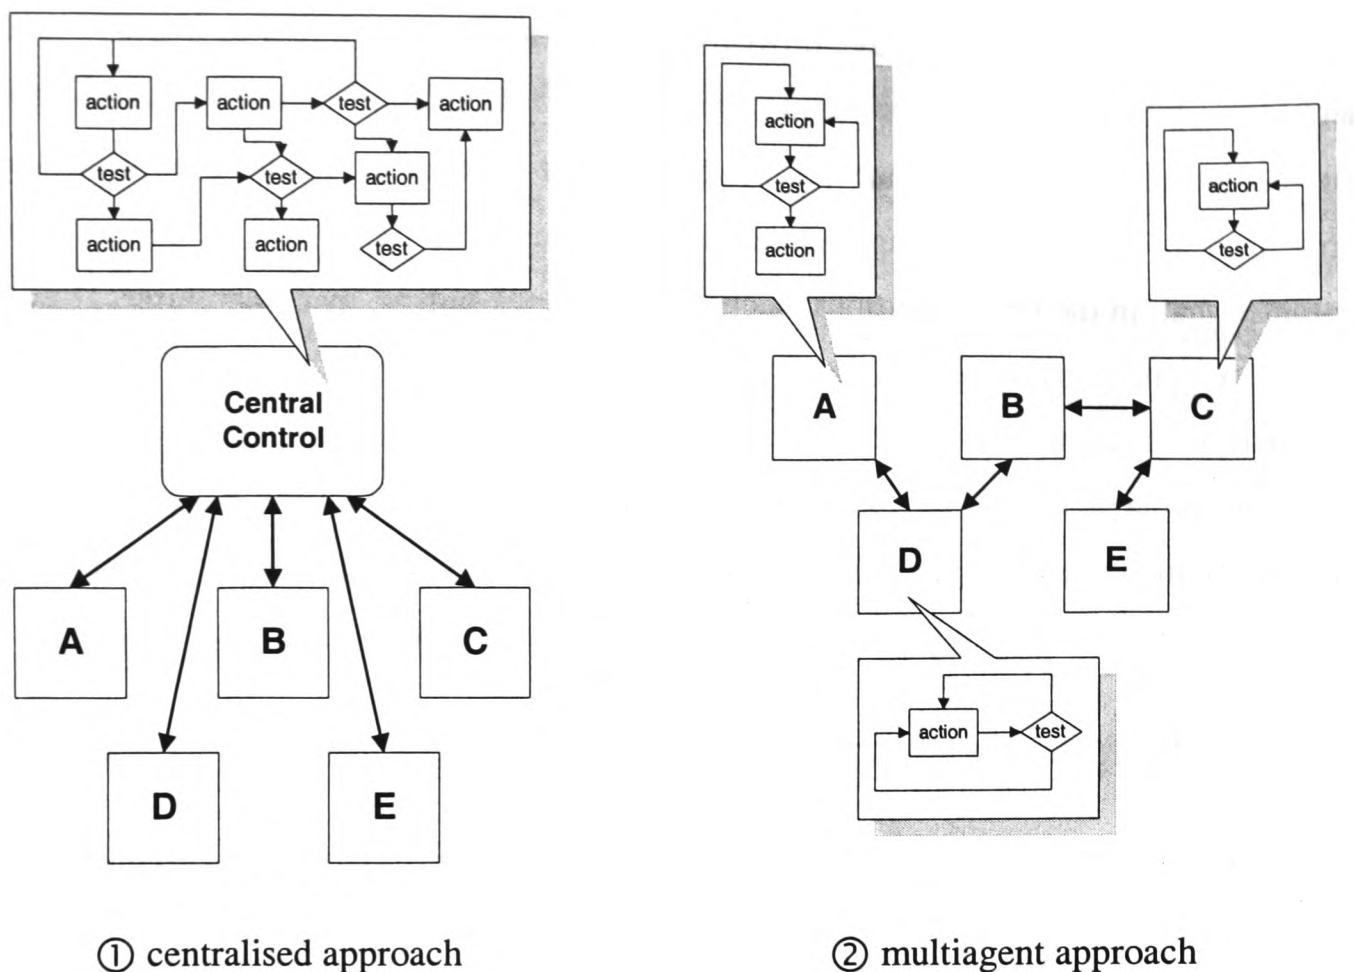 action
action
test
action
test
test
action
action
action
test
Central
Control
A
B
C
D
E
① centralised approach
action
test
action
action
test
A
B
C
D
E
action
test
② multiagent approach